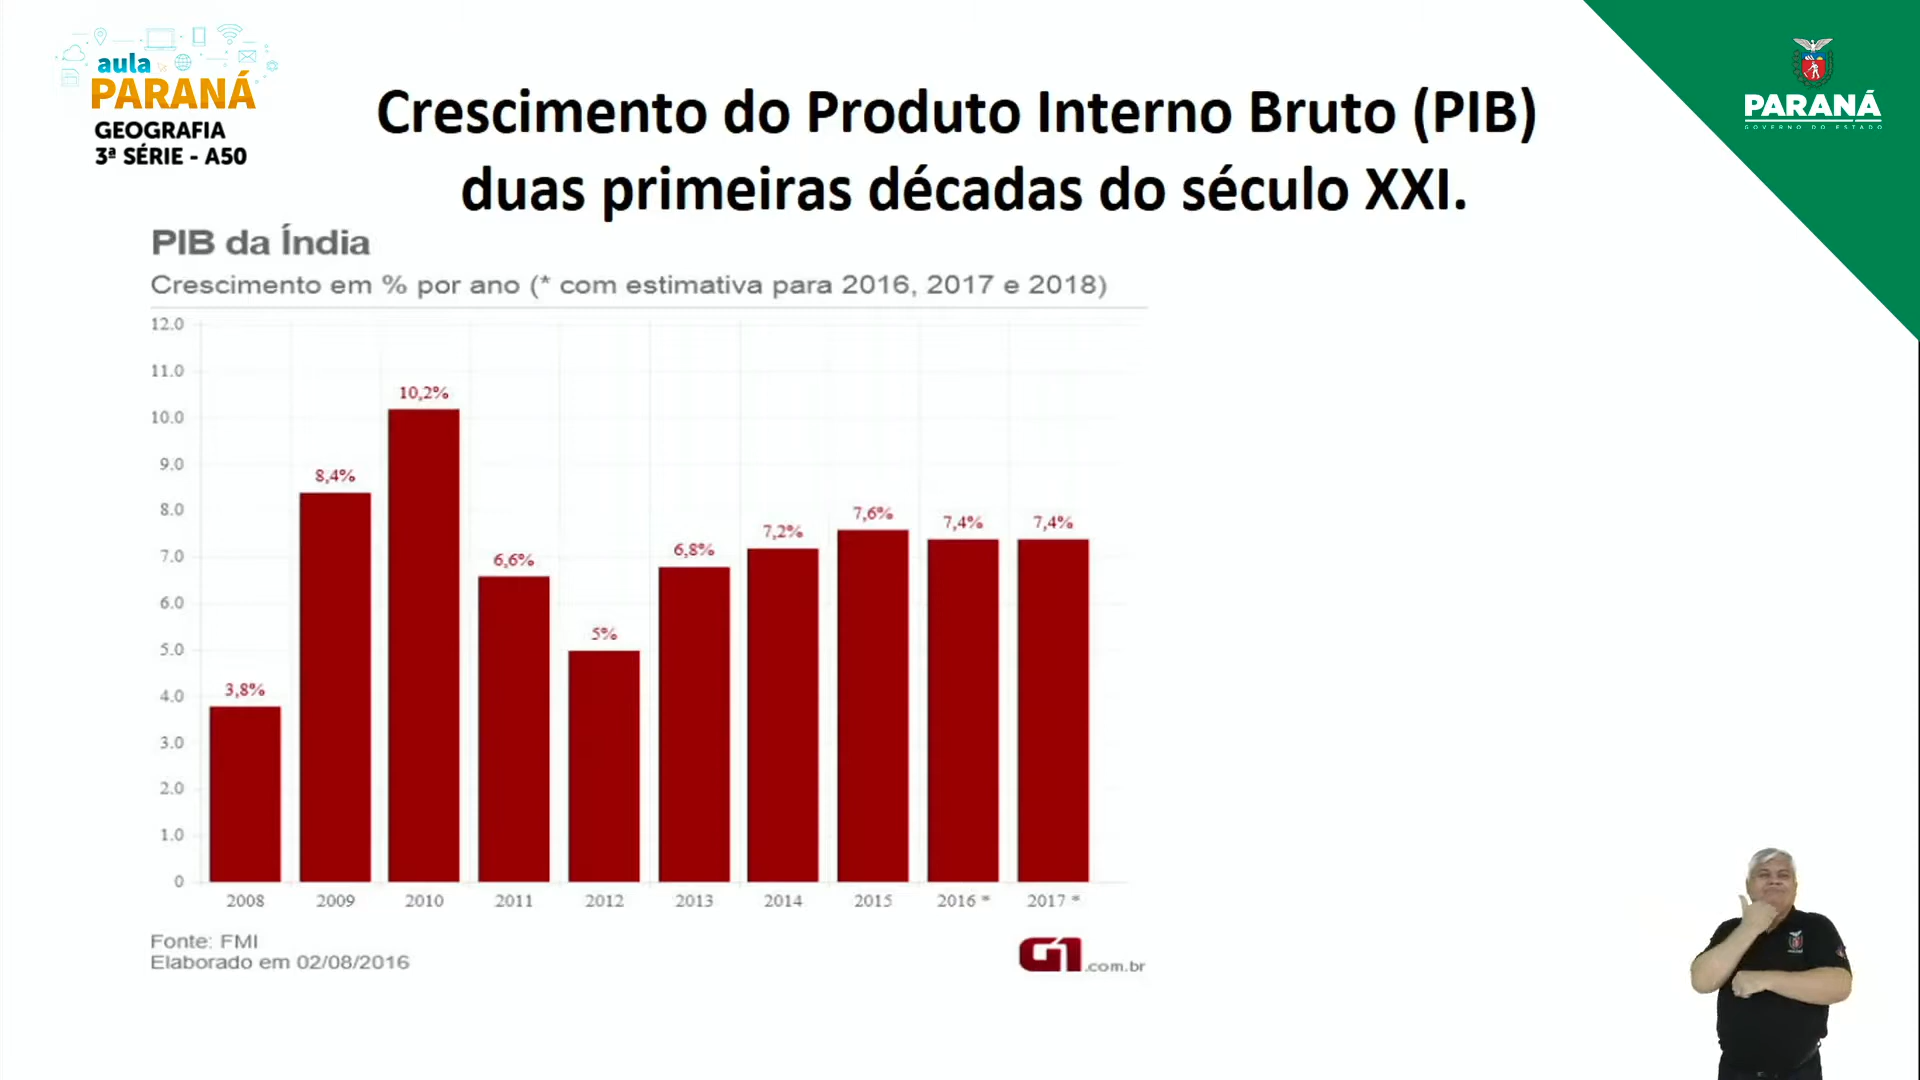 aula
PARANÁ
GEOGRAFIA
3ª SÉRIE - A50
PARANÁ
GOVERNO DO ESTADO
Crescimento do Produto Interno Bruto (PIB)
duas primeiras décadas do século XXI.
PIB da Índia
Crescimento em % por ano (* com estimativa para 2016, 2017 e 2018)
12.0
11.0
10.0
9.0
8.0
7.0
6.0
5.0
4.0
3.0
2.0
1.0
0
3,8%
8,4%
10,2%
6,6%
5%
6,8%
7,2%
7,6%
7,4%
7,4%
2008 2009 2010 2011 2012 2013 2014 2015 2016 * 2017 *
Fonte: FMI
Elaborado em 02/08/2016
G1.com.br